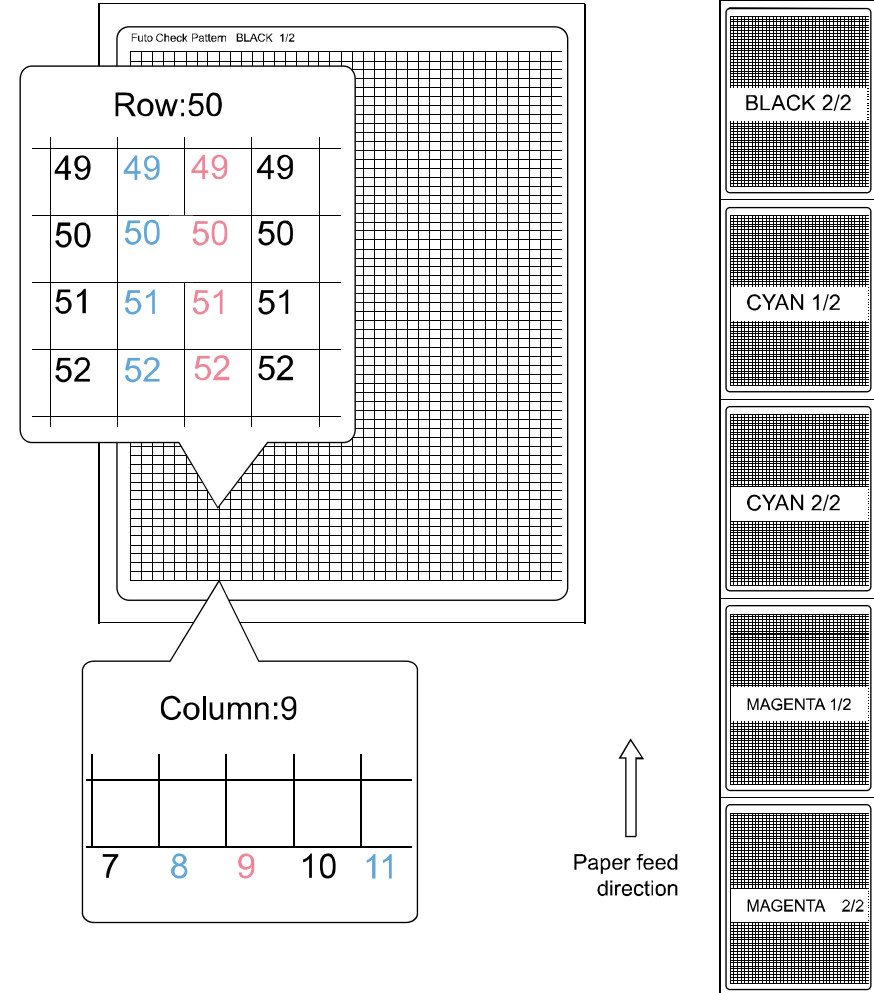 Futo Check Pattern BLACK 1/2
Row:50
49 49 49 49
50 50 50 50
51 51 51 51
52 52 52 52
Column:9
7 8 9 10 11
Paper feed
direction
BLACK 2/2
CYAN 1/2
CYAN 2/2
MAGENTA 1/2
MAGENTA 2/2